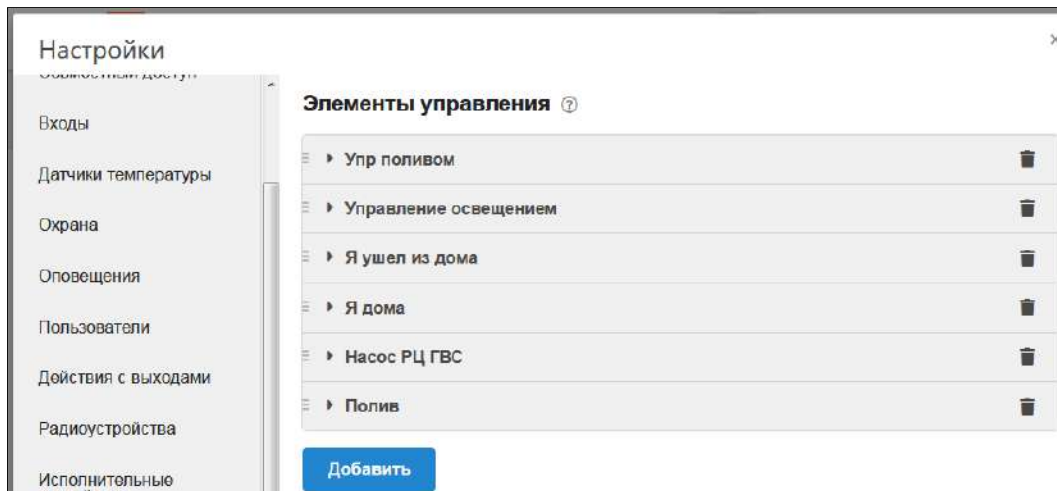 Настройки
Входы
Датчики температуры
Охрана
Оповещения
Пользователи
Действия с выходами
Радиоустройства
Исполнительные
Элементы управления
Упр поливом
Управление освещением
Я ушел из дома
Я дома
Насос РЦ ГВС
Полив
Добавить